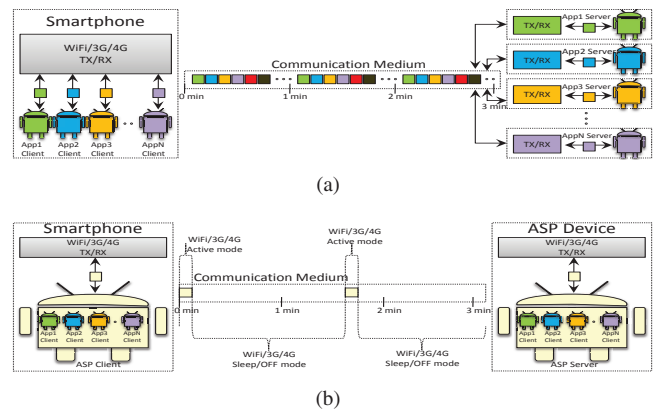 Smartphone
WiFi/3G/4G
TX/RX
App1
Client
App2
Client
App3
Client
AppN
Client
Communication Medium
0 min
1 min
2 min
3 min
App1 Server
TX/RX
App2 Server
TX/RX
App3 Server
TX/RX
AppN Server
TX/RX
(a)
Smartphone
WiFi/3G/4G
TX/RX
App1
Client
App2
Client
App3
Client
AppN
Client
ASP Client
WiFi/3G/4G
Active mode
WiFi/3G/4G
Active mode
Communication Medium
0 min
1 min
2 min
3 min
WiFi/3G/4G
Sleep/OFF mode
WiFi/3G/4G
Sleep/OFF mode
ASP Device
WiFi/3G/4G
TX/RX
App1
Client
App2
Client
App3
Client
AppN
Client
ASP Server
(b)